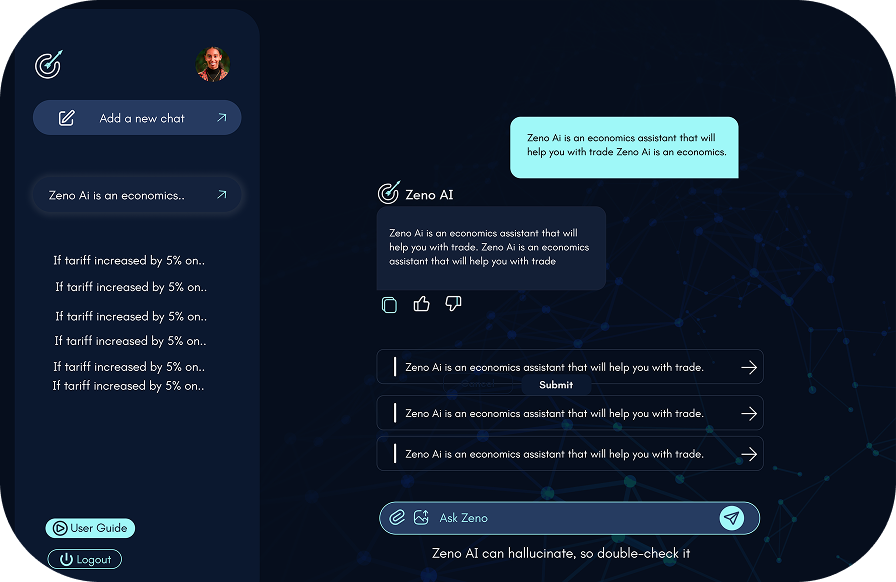 Add a new chat
Zeno Ai is an economics..
If tariff increased by 5% on..
If tariff increased by 5% on..
If tariff increased by 5% on..
If tariff increased by 5% on..
If tariff increased by 5% on..
If tariff increased by 5% on..
User Guide
Logout
Zeno Ai is an economics assistant that will
help you with trade Zeno Ai is an economics.
Zeno AI
Zeno Ai is an economics assistant that will
help you with trade. Zeno Ai is an economics
assistant that will help you with trade
Zeno Ai is an economics assistant that will help you with trade.
Cancel
Submit
Zeno Ai is an economics assistant that will help you with trade.
Zeno Ai is an economics assistant that will help you with trade.
Ask Zeno
Zeno AI can hallucinate, so double-check it